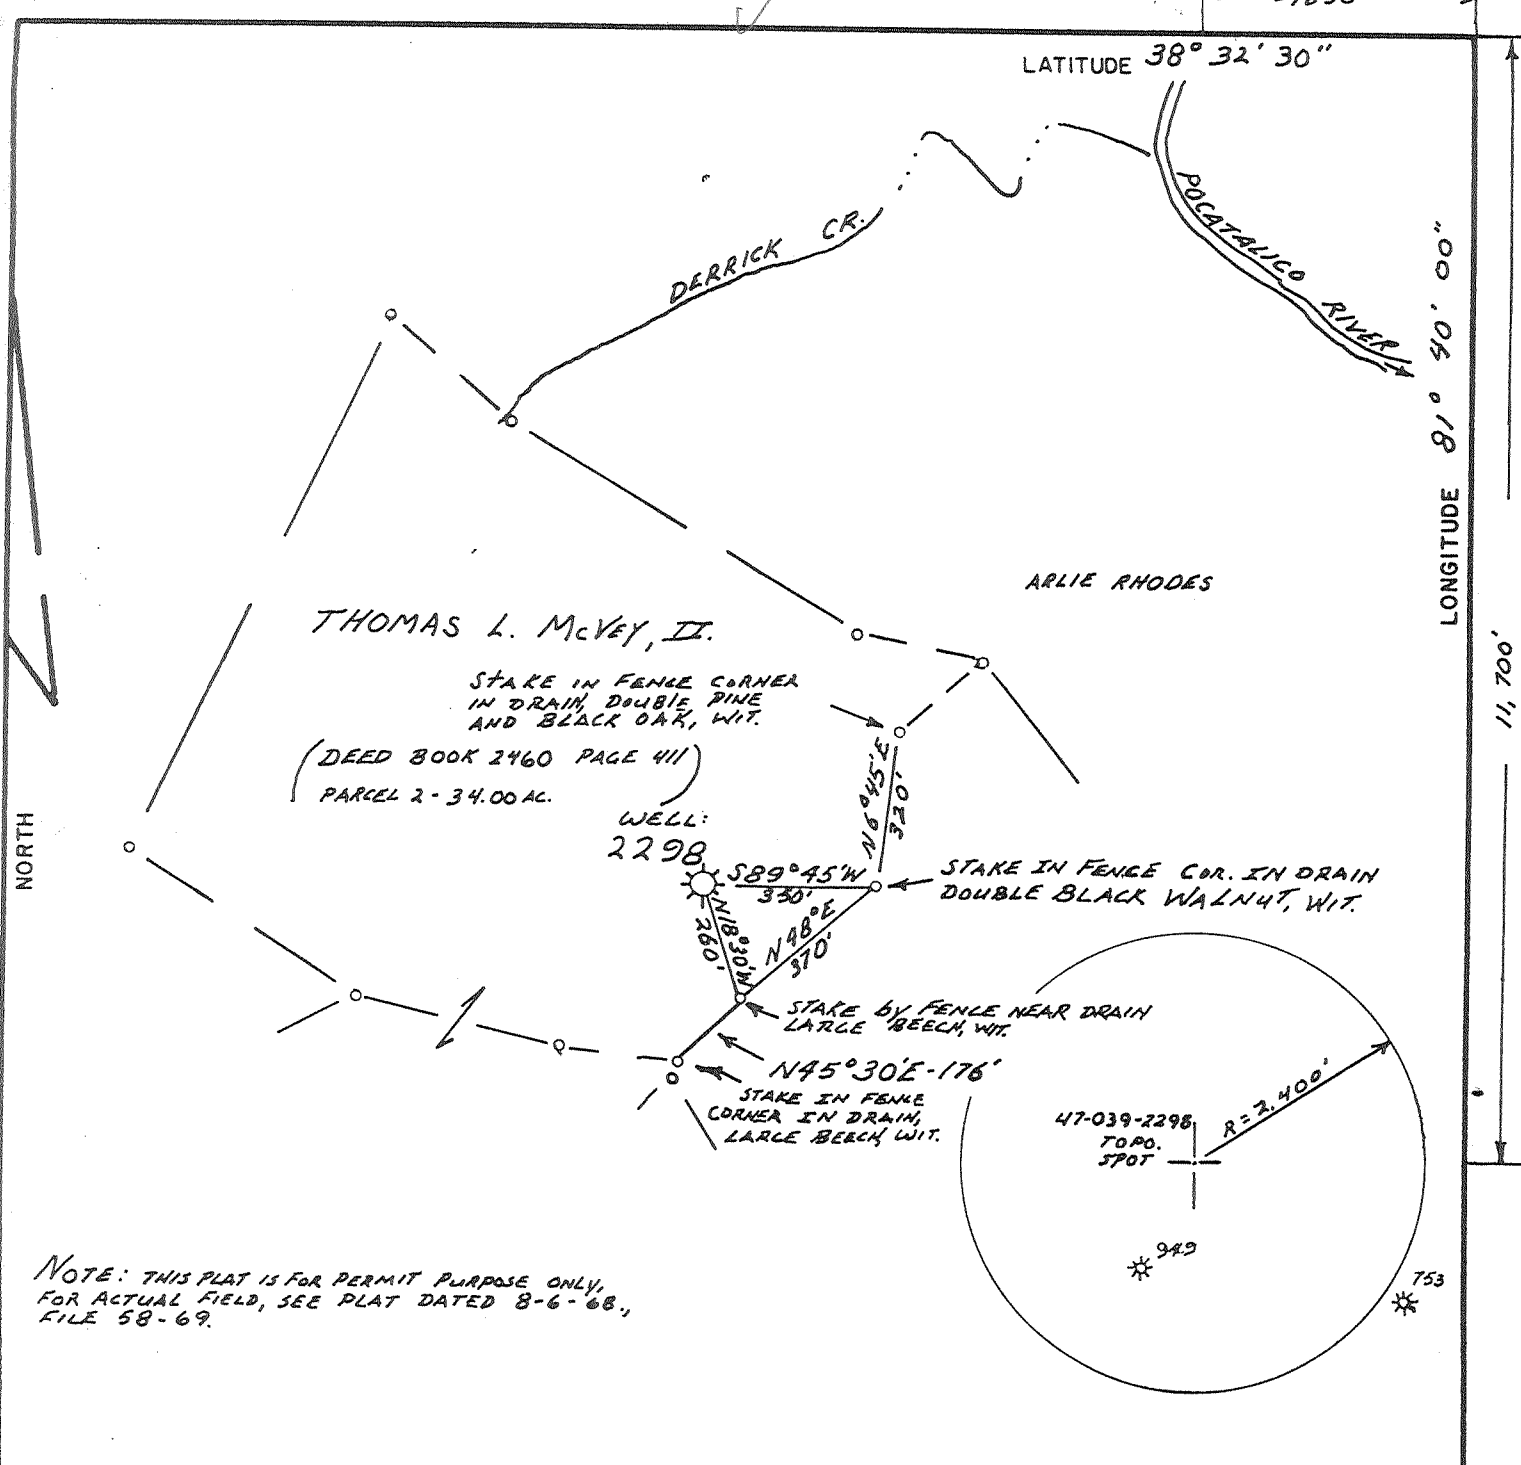 LATITUDE 38° 32' 30"
POCATALICO RIVER
DERRICK CR.
LONGITUDE 81° 40' 00"
11,700'
ARLIE RHODES
THOMAS L. McVEY, II.
STAKE IN FENCE CORNER
IN DRAIN, DOUBLE PINE
AND BLACK OAK, WIT.
(DEED BOOK 2460 PAGE 411
PARCEL 2 - 34.00 AC.)
N6°45'E
320'
WELL:
2298
NORTH
S89°45'W
330'
STAKE IN FENCE COR. IN DRAIN
DOUBLE BLACK WALNUT, WIT.
N18°30'W
260'
N48°E
370'
STAKE by FENCE NEAR DRAIN
LARGE BEECH, WIT.
N45°30'E-176'
STAKE IN FENCE
CORNER IN DRAIN,
LARGE BEECH, WIT.
47-039-2298
TOPO.
SPOT
R=2,400'
949
753
NOTE: THIS PLAT IS FOR PERMIT PURPOSE ONLY,
FOR ACTUAL FIELD, SEE PLAT DATED 8-6-68.,
FILE 58-69.